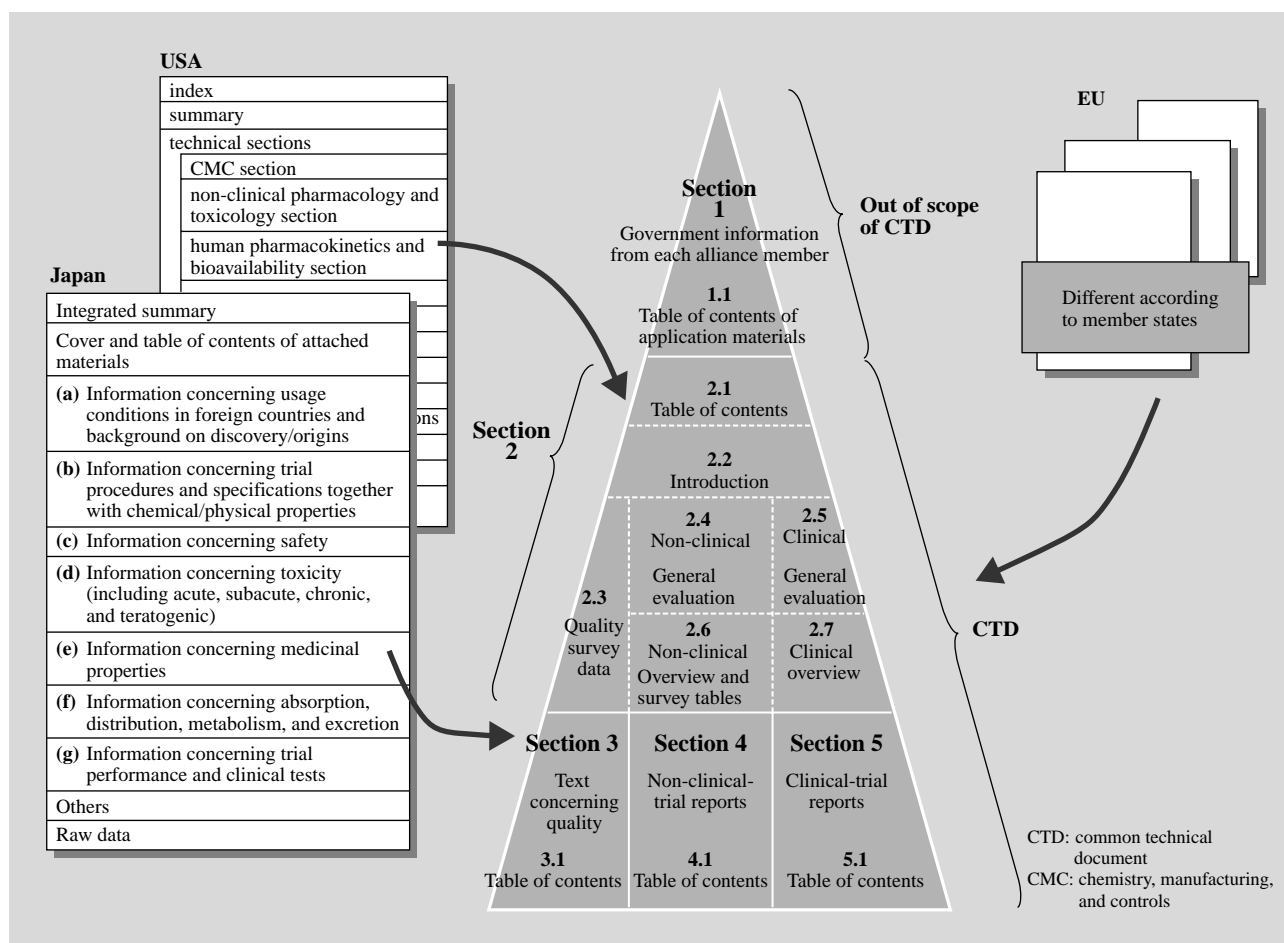 USA
index
summary
technical sections
CMC section
non-clinical pharmacology and
toxicology section
human pharmacokinetics and
bioavailability section
ons
Japan
Integrated summary
Cover and table of contents of attached
materials
(a) Information concerning usage
conditions in foreign countries and
background on discovery/origins
(b) Information concerning trial
procedures and specifications together
with chemical/physical properties
(c) Information concerning safety
(d) Information concerning toxicity
(including acute, subacute, chronic,
and teratogenic)
(e) Information concerning medicinal
properties
(f) Information concerning absorption,
distribution, metabolism, and excretion
(g) Information concerning trial
performance and clinical tests
Others
Raw data
Section
1
Government information
from each alliance member
1.1
Table of contents of
application materials
Section
2
2.1
Table of contents
2.2
Introduction
2.3
Quality
survey
data
2.4
Non-clinical
General
evaluation
2.5
Clinical
General
evaluation
2.6
Non-clinical
Overview and
survey tables
2.7
Clinical
overview
Section 3
Text
concerning
quality
3.1
Table of contents
Section 4
Non-clinical-
trial reports
4.1
Table of contents
Section 5
Clinical-trial
reports
5.1
Table of contents
Out of scope
of CTD
CTD
EU
Different according
to member states
CTD: common technical
document
CMC: chemistry, manufacturing,
and controls